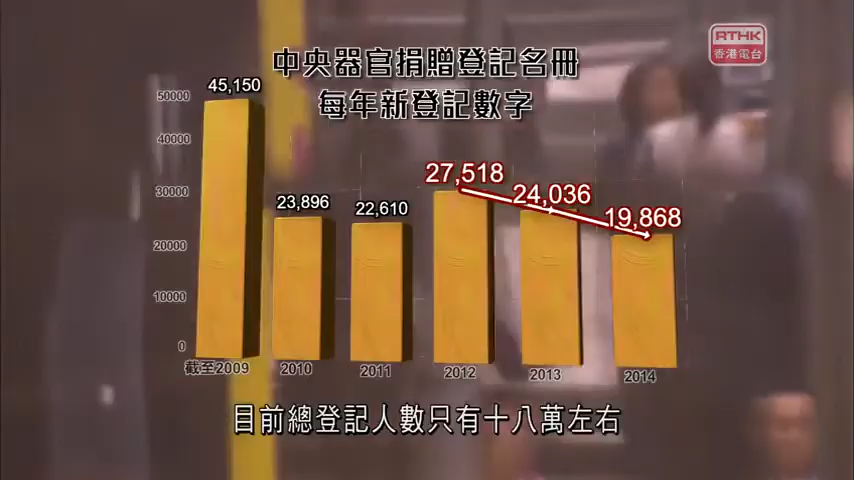 RTHK
香港電台
中央器官捐贈登記名冊
每年新登記數字
50000
40000
30000
20000
10000
0
45,150
23,896
22,610
27,518
24,036
19,868
截至2009
2010
2011
2012
2013
2014
目前總登記人數只有十八萬左右